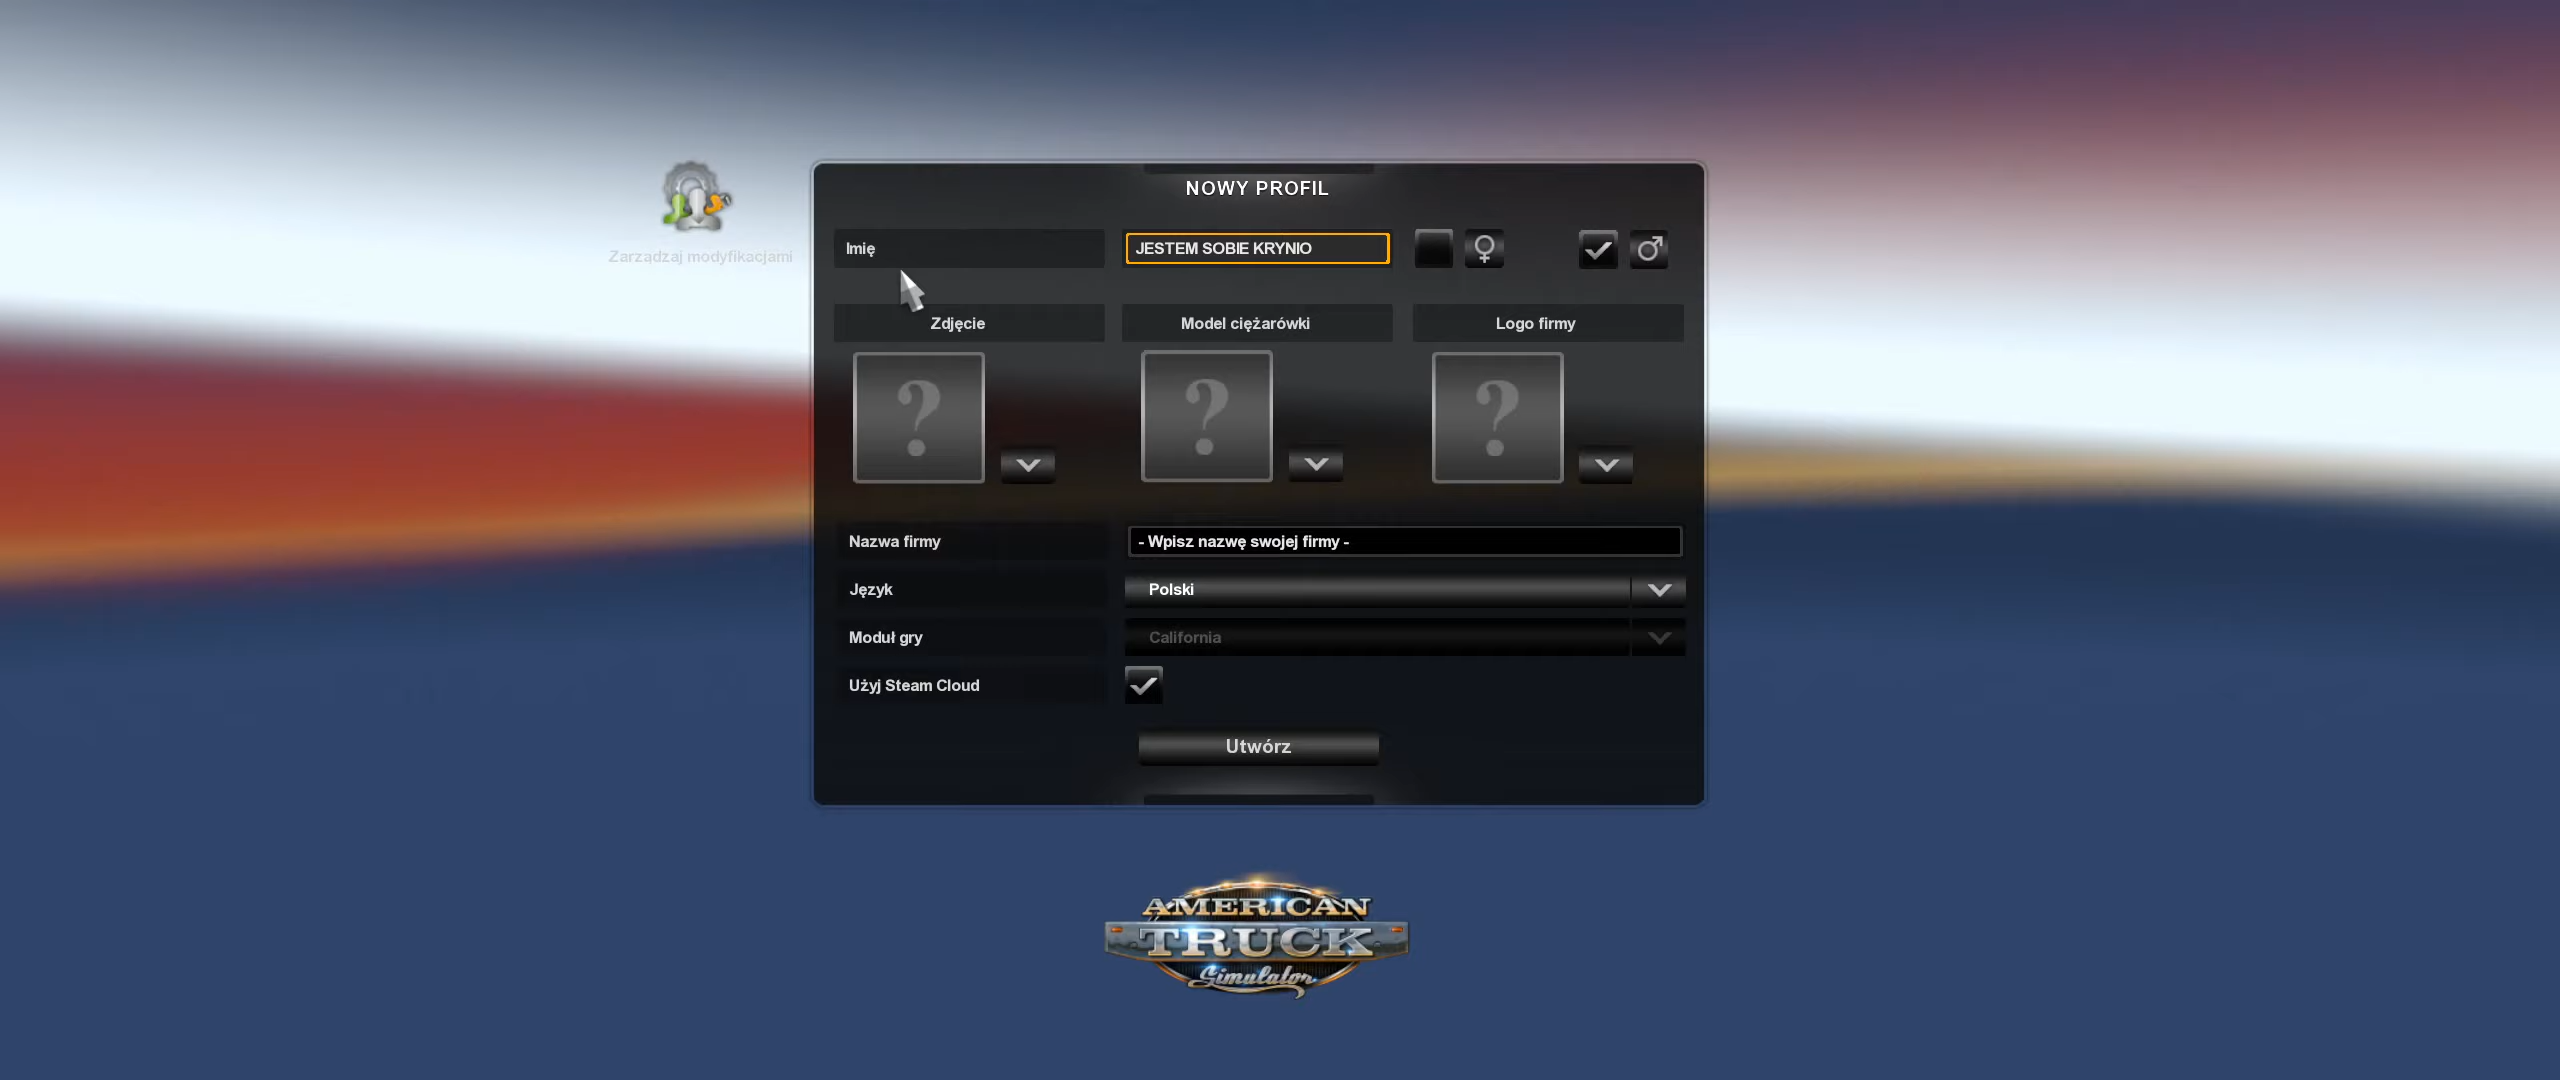 NOWY PROFIL
Imię
JESTEM SOBIE KRYNIO
Zarządzaj modyfikacjami
Zdjęcie
Model ciężarówki
Logo firmy
?
?
?
Nazwa firmy
- Wpisz nazwę swojej firmy -
Język
Polski
Moduł gry
California
Użyj Steam Cloud
Utwórz
AMERICAN
TRUCK
Simulator